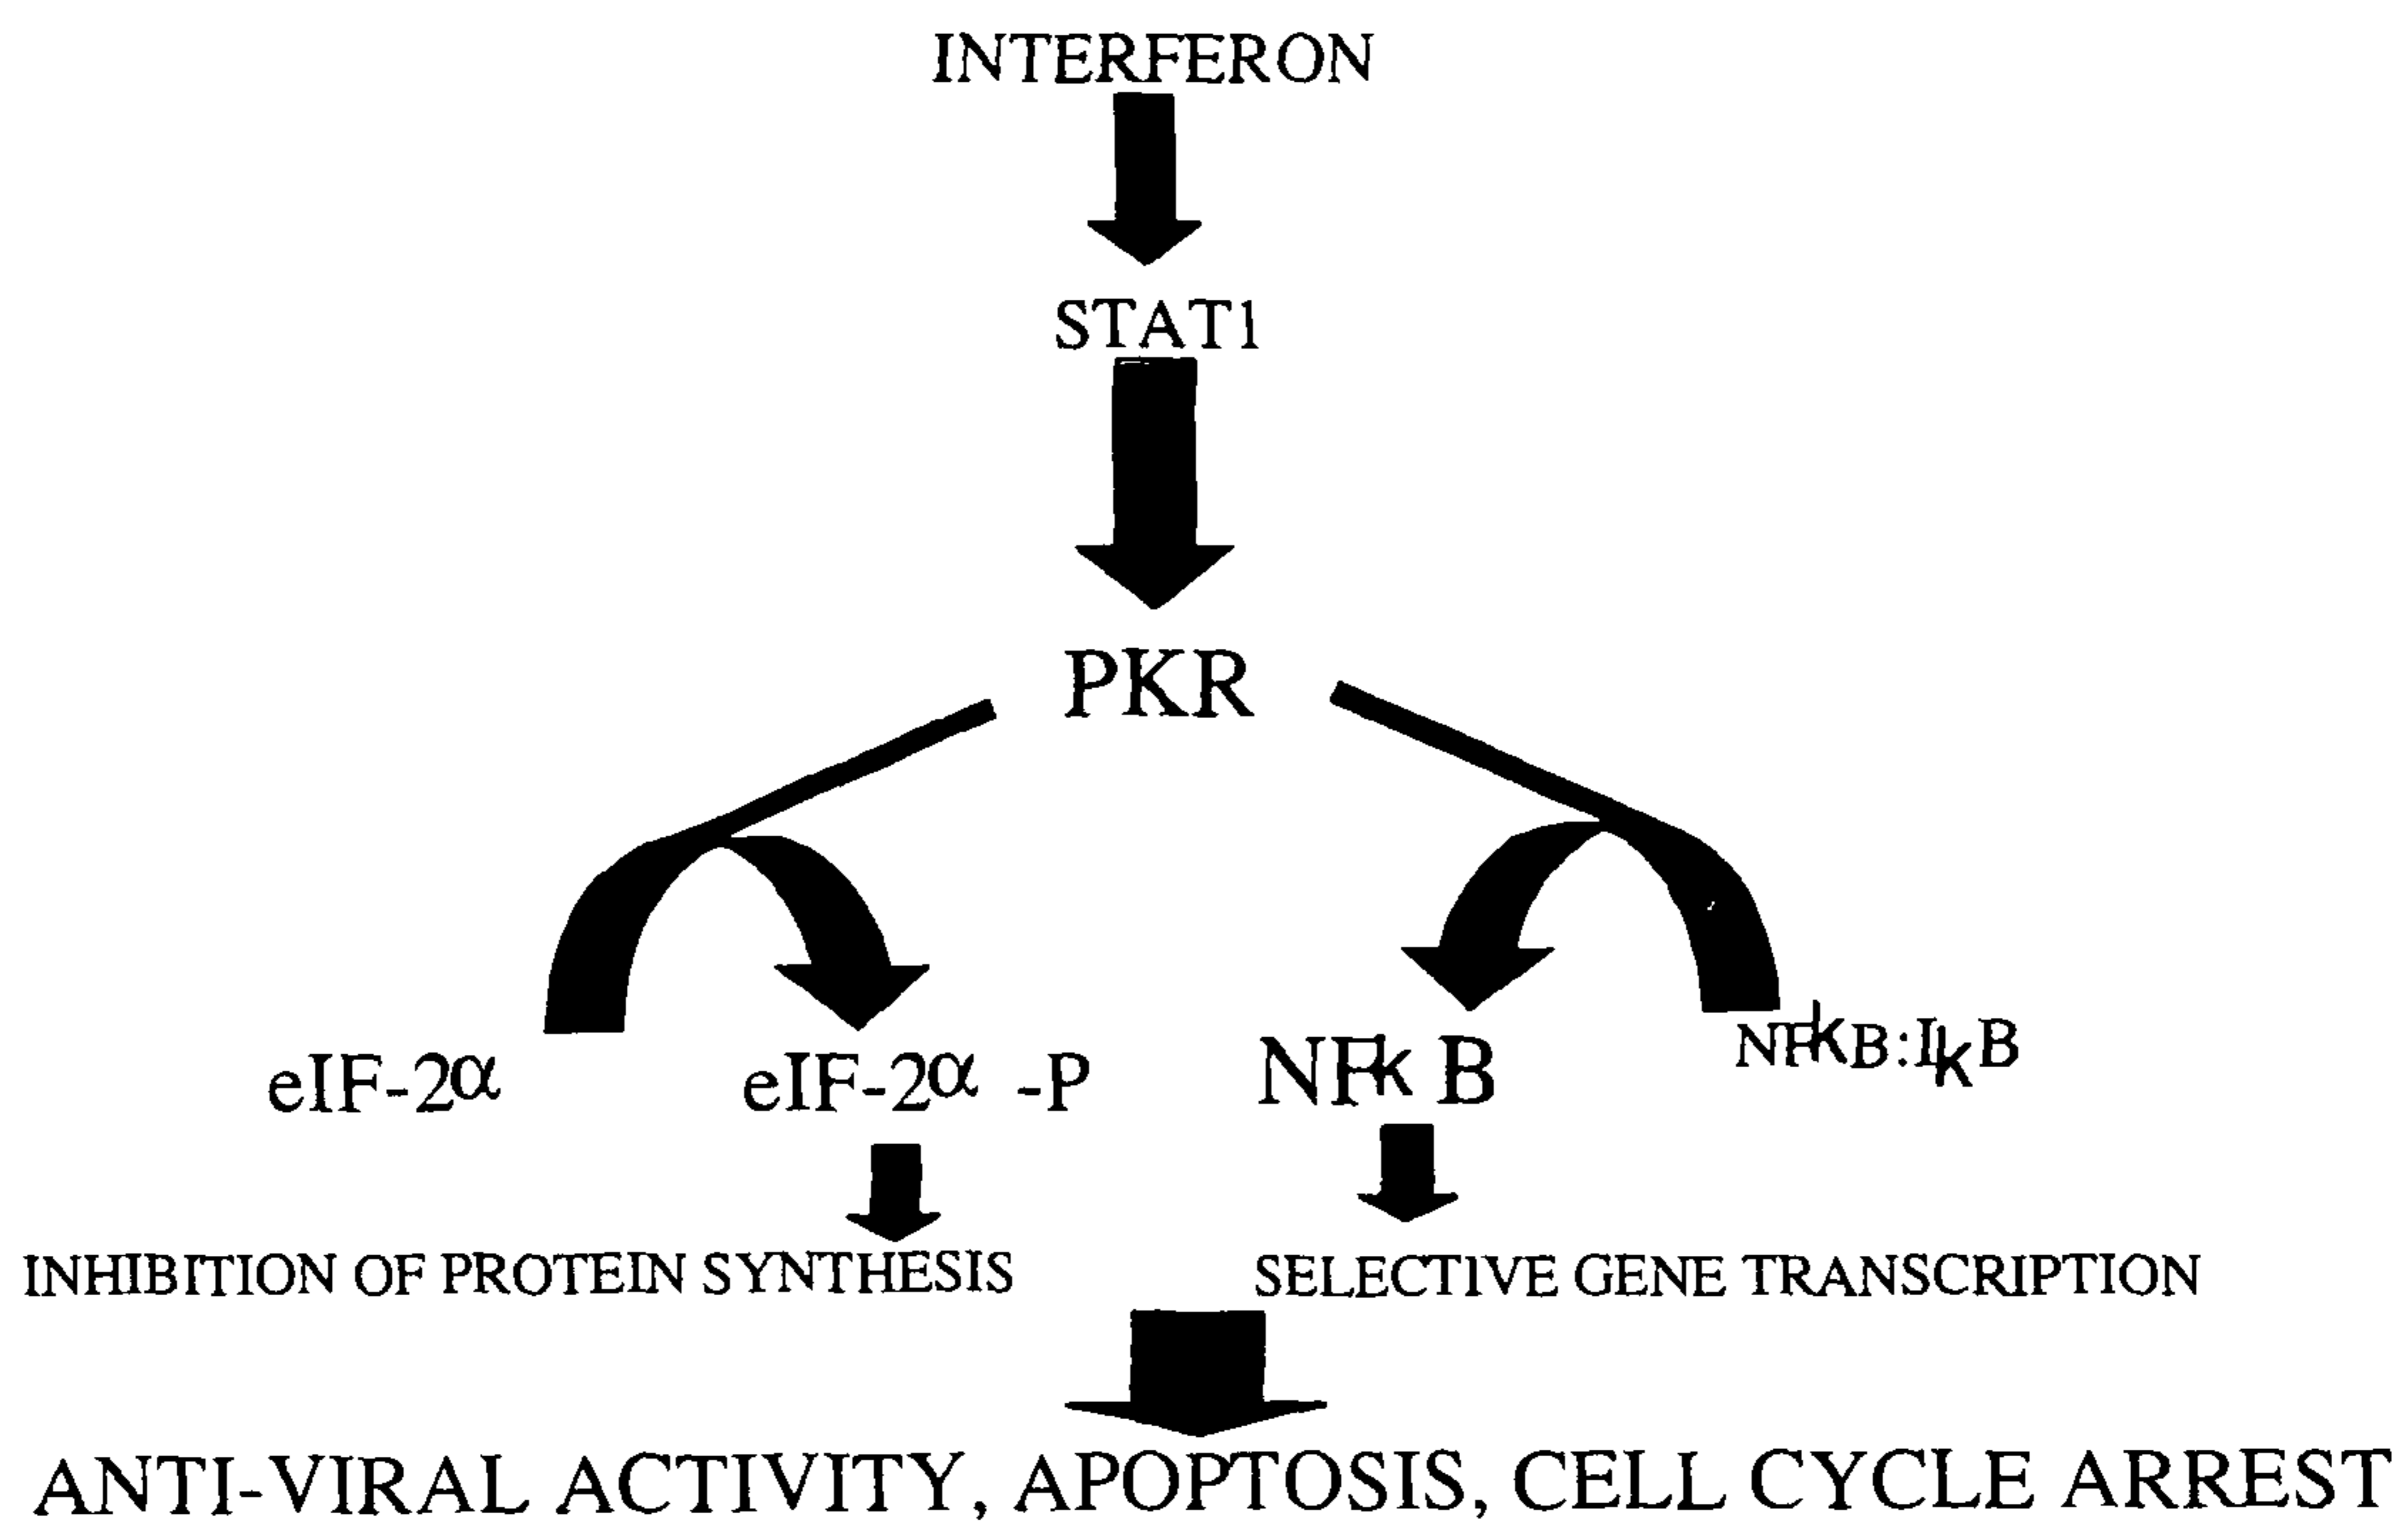 INTERFERON
STAT1
PKR
eIF-2α eIF-2α -P NFκ B NFκB:IκB
INHIBITION OF PROTEIN SYNTHESIS SELECTIVE GENE TRANSCRIPTION
ANTI-VIRAL ACTIVITY, APOPTOSIS, CELL CYCLE ARREST